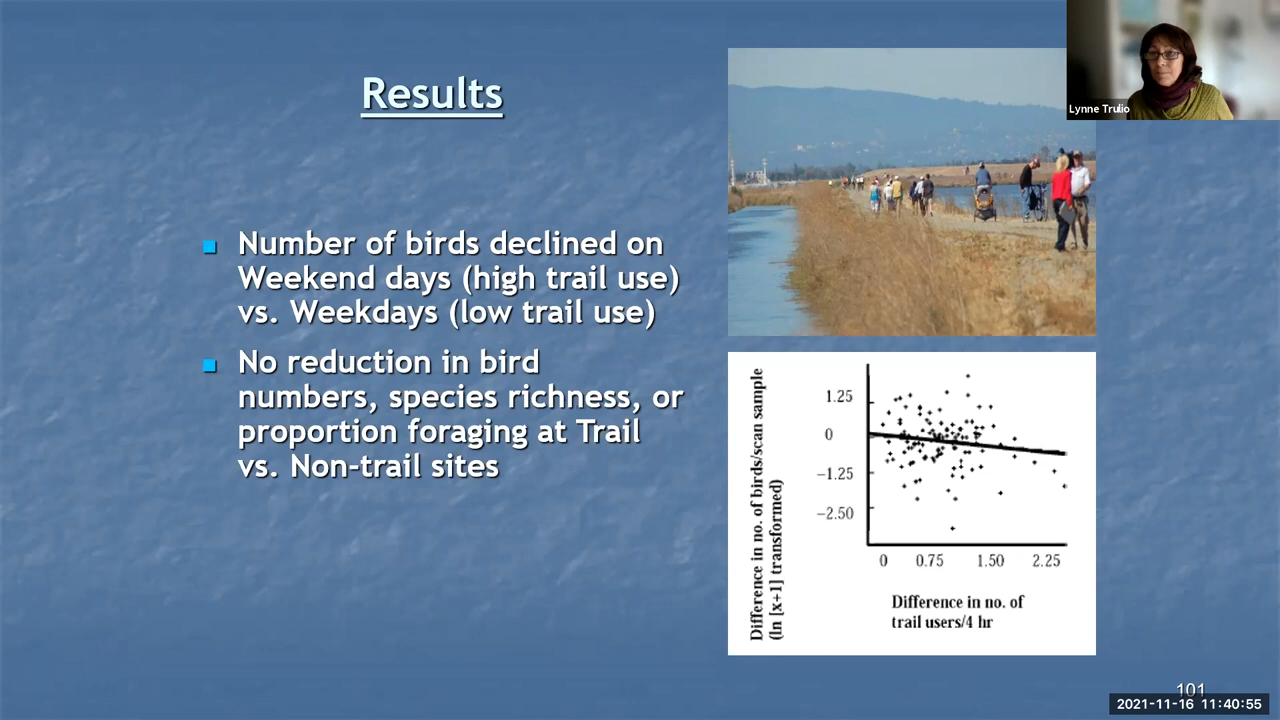 Results
Number of birds declined on
Weekend days (high trail use)
vs. Weekdays (low trail use)
No reduction in bird
numbers, species richness, or
proportion foraging at Trail
vs. Non-trail sites
Lynne Trulio
Difference in no. of birds/scan sample
(ln [x+1] transformed)
1.25
0
−1.25
−2.50
0 0.75 1.50 2.25
Difference in no. of
trail users/4 hr
101
2021-11-16 11:40:55